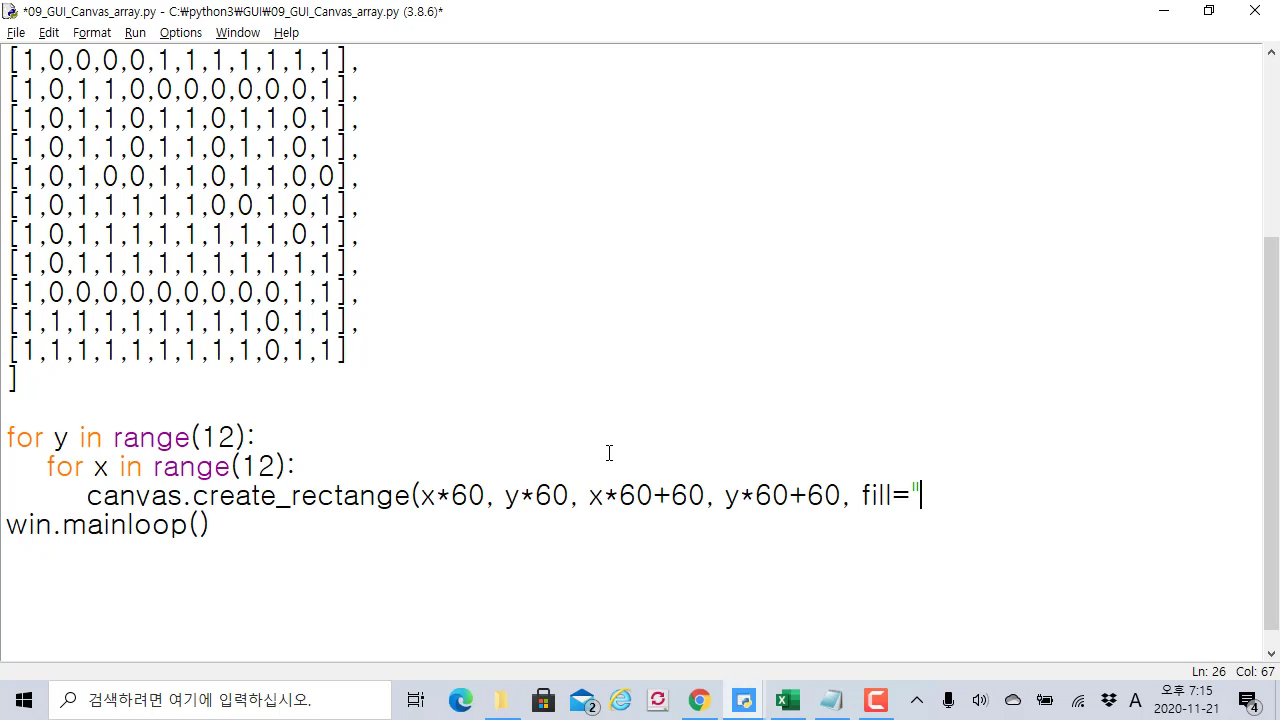 *09_GUI_Canvas_array.py - C:₩python3₩GUI₩09_GUI_Canvas_array.py (3.8.6)*
File Edit Format Run Options Window Help
[1,0,0,0,0,1,1,1,1,1,1,1],
[1,0,1,1,0,0,0,0,0,0,0,1],
[1,0,1,1,0,1,1,0,1,1,0,1],
[1,0,1,1,0,1,1,0,1,1,0,1],
[1,0,1,0,0,1,1,0,1,1,0,0],
[1,0,1,1,1,1,1,0,0,1,0,1],
[1,0,1,1,1,1,1,1,1,1,0,1],
[1,0,1,1,1,1,1,1,1,1,1,1],
[1,0,0,0,0,0,0,0,0,0,1,1],
[1,1,1,1,1,1,1,1,1,0,1,1],
[1,1,1,1,1,1,1,1,1,0,1,1]
]
for y in range(12):
for x in range(12):
canvas.create_rectange(x*60, y*60, x*60+60, y*60+60, fill="
win.mainloop()
Ln: 26 Col: 67
검색하려면 여기에 입력하십시오.
2
A
오후 7:15
2020-11-21
4